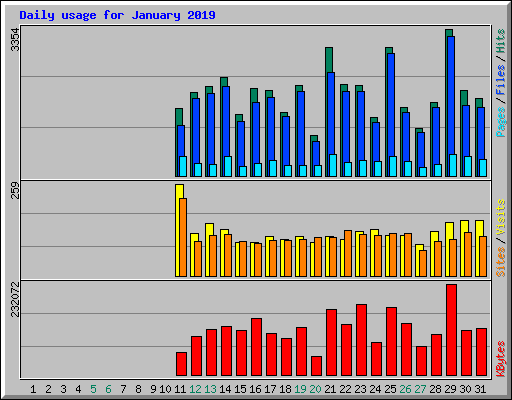 Daily usage for January 2019
3354
Pages / Files / Hits
259
Sites / Visits
232072
KBytes
1 2 3 4 5 6 7 8 9 10 11 12 13 14 15 16 17 18 19 20 21 22 23 24 25 26 27 28 29 30 31